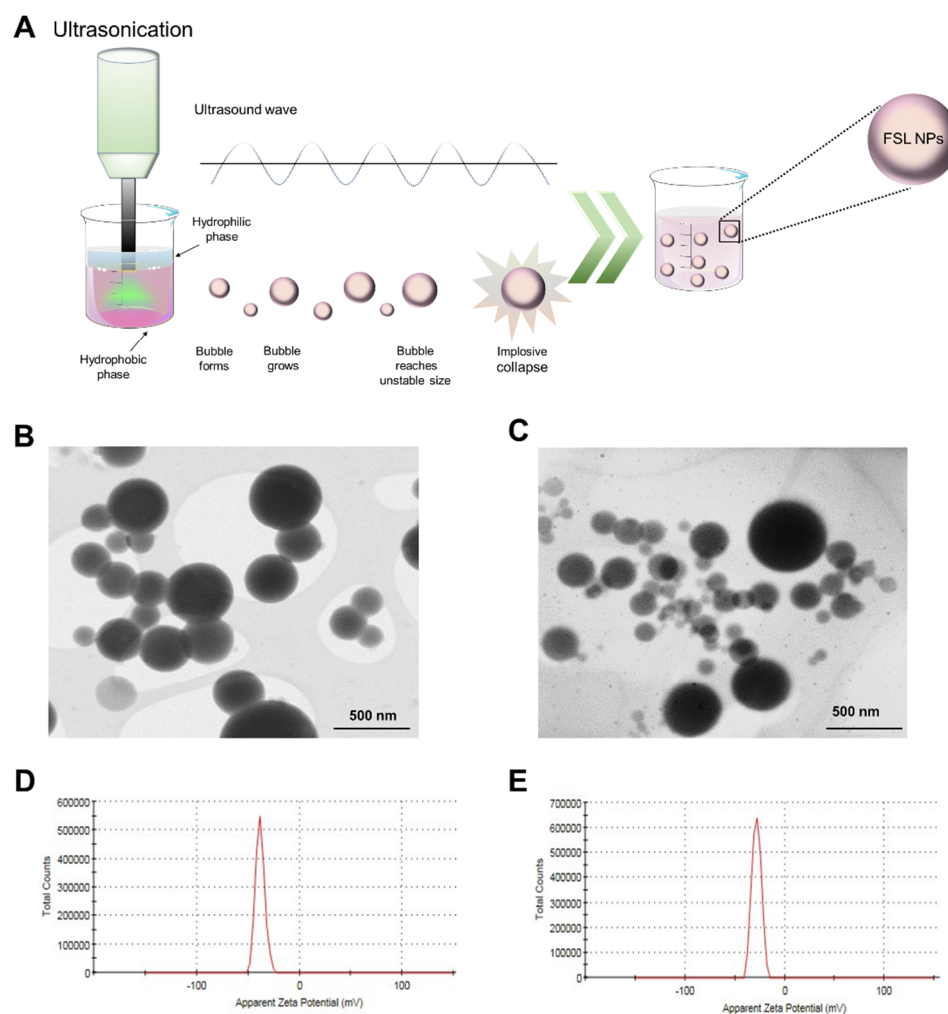 A Ultrasonication
Ultrasound wave
FSL NPs
Hydrophilic
phase
Hydrophobic
phase
Bubble
forms
Bubble
grows
Bubble
reaches
unstable size
Implosive
collapse
B
500 nm
C
500 nm
D
600000
500000
400000
300000
200000
100000
0
Total Counts
-100 0 100
Apparent Zeta Potential (mV)
E
700000
600000
500000
400000
300000
200000
100000
0
Total Counts
-100 0 100
Apparent Zeta Potential (mV)